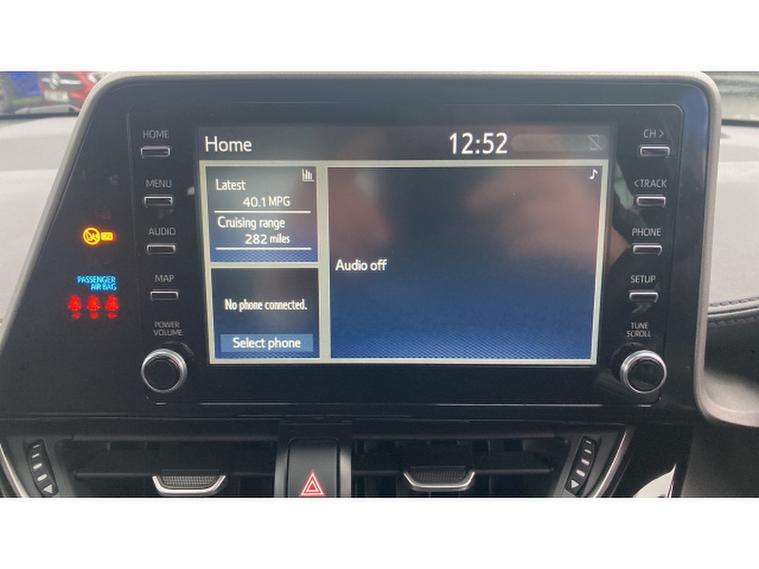 HOME
MENU
AUDIO
MAP
POWER
VOLUME
PASSENGER
AIR BAG
Home
12:52
Latest
40.1 MPG
Cruising range
282 miles
No phone connected.
Select phone
Audio off
CH >
< TRACK
PHONE
SETUP
TUNE
SCROLL